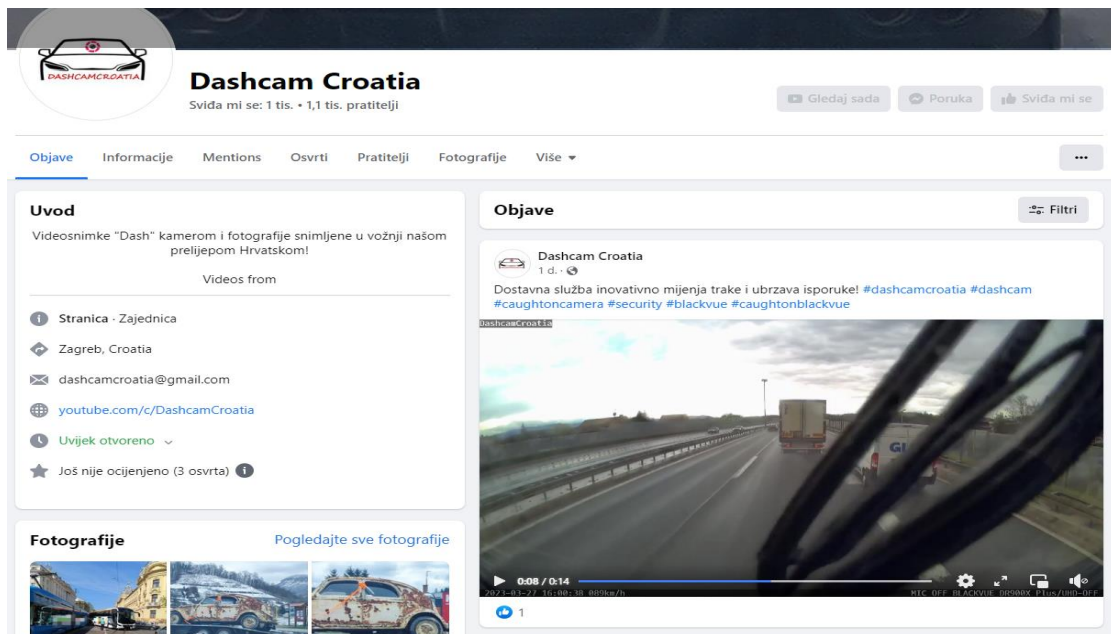 DASHCAMCROATIA
Dashcam Croatia
Sviđa mi se: 1 tis. • 1,1 tis. pratitelji
Gledaj sada
Poruka
Sviđa mi se
Objave
Informacije
Mentions
Osvrti
Pratitelji
Fotografije
Više
Uvod
Videosnimke "Dash" kamerom i fotografije snimljene u vožnji našom
prelijepom Hrvatskom!
Videos from
Stranica · Zajednica
Zagreb, Croatia
dashcamcroatia@gmail.com
youtube.com/c/DashcamCroatia
Uvijek otvoreno
Još nije ocijenjeno (3 osvrta)
Fotografije
Pogledajte sve fotografije
Objave
Filtri
Dashcam Croatia
1 d. ·
Dostavna služba inovativno mijenja trake i ubrzava isporuke! #dashcamcroatia #dashcam
#caughtoncamera #security #blackvue #caughtonblackvue
DashcamCroatia
0:08 / 0:14
2023-03-27 16:00:38 089km/h
MIC OFF BLACKVUE DR900X Plus/UHD-OFF
1